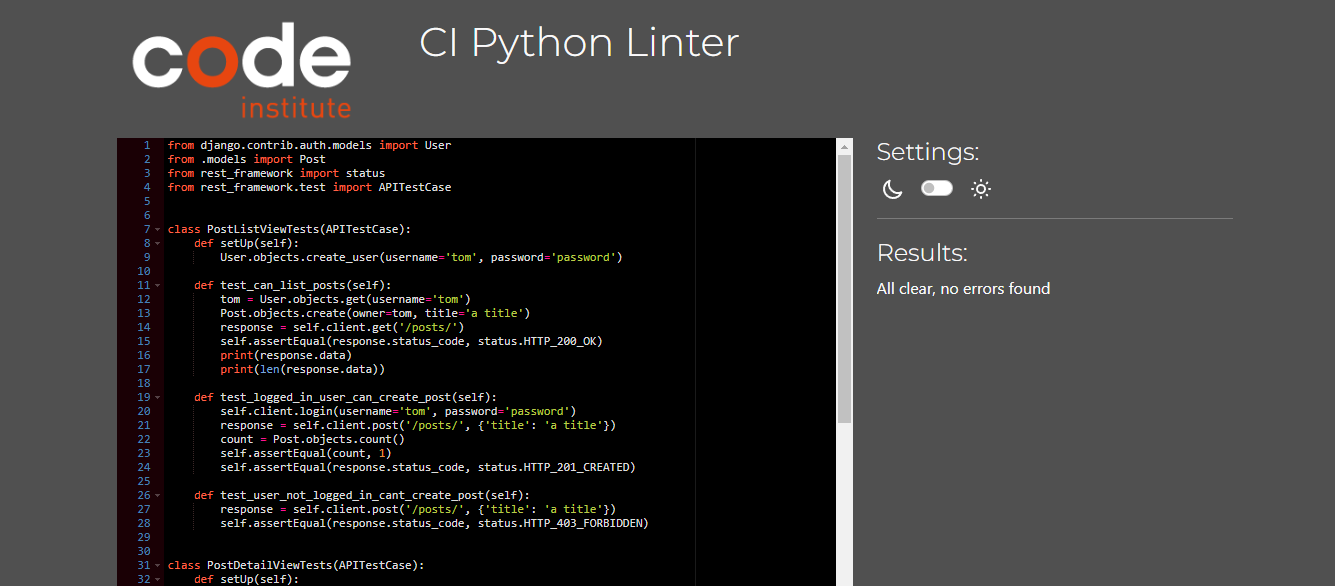 code
institute
CI Python Linter
1 from django.contrib.auth.models import User
2 from .models import Post
3 from rest_framework import status
4 from rest_framework.test import APITestCase
5
6
7 class PostListViewTests(APITestCase):
8     def setUp(self):
9         User.objects.create_user(username='tom', password='password')
10
11     def test_can_list_posts(self):
12         tom = User.objects.get(username='tom')
13         Post.objects.create(owner=tom, title='a title')
14         response = self.client.get('/posts/')
15         self.assertEqual(response.status_code, status.HTTP_200_OK)
16         print(response.data)
17         print(len(response.data))
18
19     def test_logged_in_user_can_create_post(self):
20         self.client.login(username='tom', password='password')
21         response = self.client.post('/posts/', {'title': 'a title'})
22         count = Post.objects.count()
23         self.assertEqual(count, 1)
24         self.assertEqual(response.status_code, status.HTTP_201_CREATED)
25
26     def test_user_not_logged_in_cant_create_post(self):
27         response = self.client.post('/posts/', {'title': 'a title'})
28         self.assertEqual(response.status_code, status.HTTP_403_FORBIDDEN)
29
30
31 class PostDetailViewTests(APITestCase):
32     def setUp(self):
Settings:
Results:
All clear, no errors found